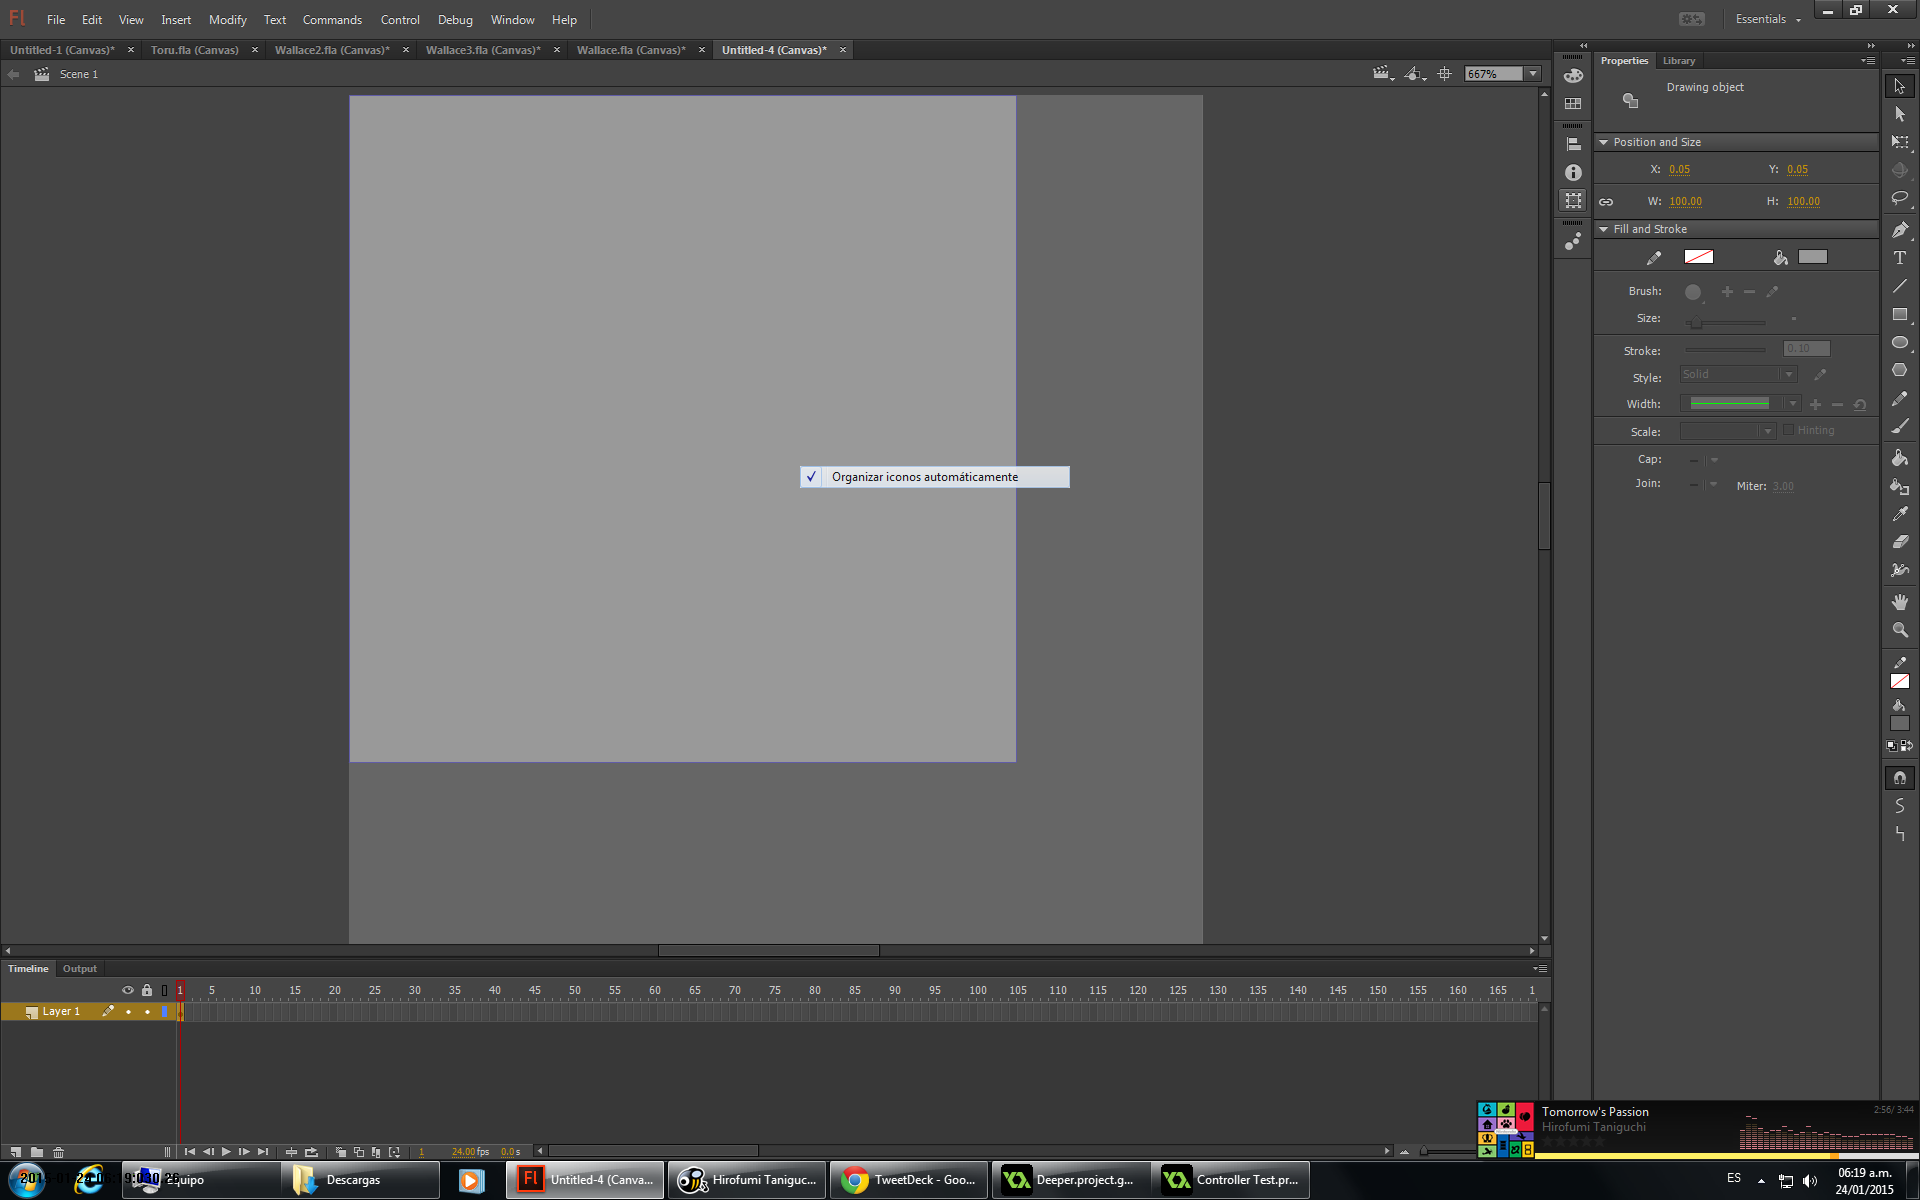 Fl File Edit View Insert Modify Text Commands Control Debug Window Help Essentials
Untitled-1 (Canvas)* Toru.fla (Canvas) Wallace2.fla (Canvas)* Wallace3.fla (Canvas)* Wallace.fla (Canvas)* Untitled-4 (Canvas)*
Scene 1 667%
Properties Library
Drawing object
Position and Size
X: 0.05 Y: 0.05
W: 100.00 H: 100.00
Fill and Stroke
Brush:
Size:
Stroke: 0.10
Style: Solid
Width:
Scale: Hinting
Cap:
Join: Miter: 3.00
Organizar iconos automáticamente
Timeline Output
1 5 10 15 20 25 30 35 40 45 50 55 60 65 70 75 80 85 90 95 100 105 110 115 120 125 130 135 140 145 150 155 160 165 1
Layer 1
1 24.00 fps 0.0 s
Tomorrow's Passion 2:56/ 3:44
Hirofumi Taniguchi
Equipo Descargas Fl Untitled-4 (Canva... Hirofumi Taniguc... TweetDeck - Goo... Deeper.project.g... Controller Test.pr... ES 06:19 a.m.
24/01/2015